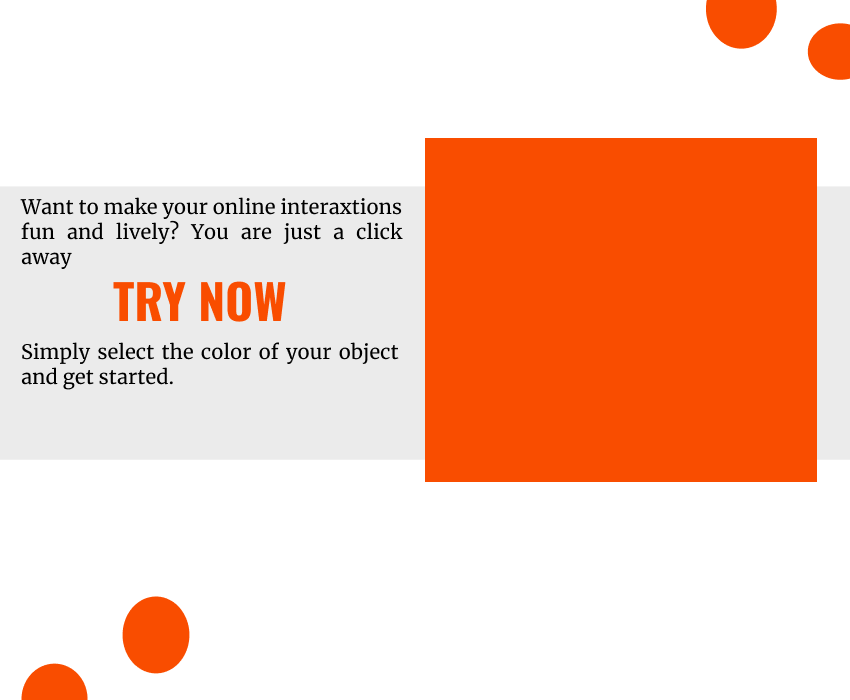 Want to make your online interaxtions
fun and lively? You are just a click
away
TRY NOW
Simply select the color of your object
and get started.